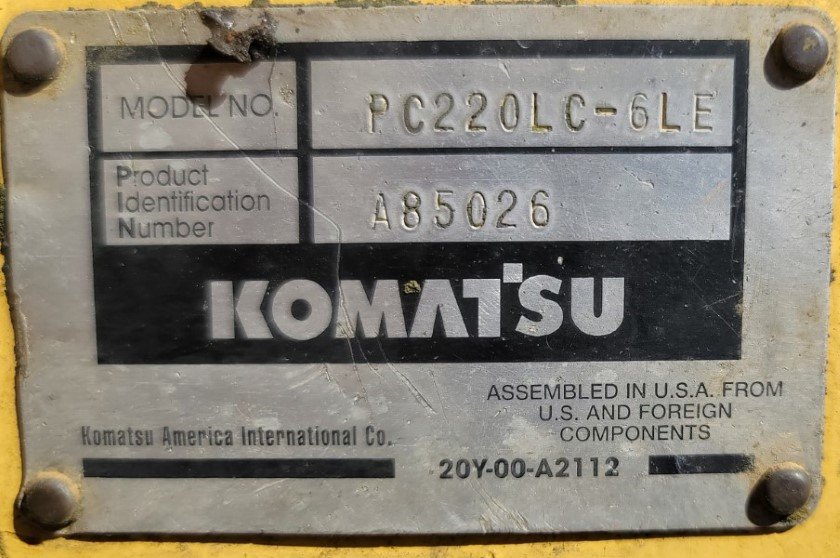 MODEL NO. PC220LC-6LE
Product
Identification
Number
A85026
KOMATSU
ASSEMBLED IN U.S.A. FROM
U.S. AND FOREIGN
COMPONENTS
Komatsu America International Co.
20Y-00-A2112